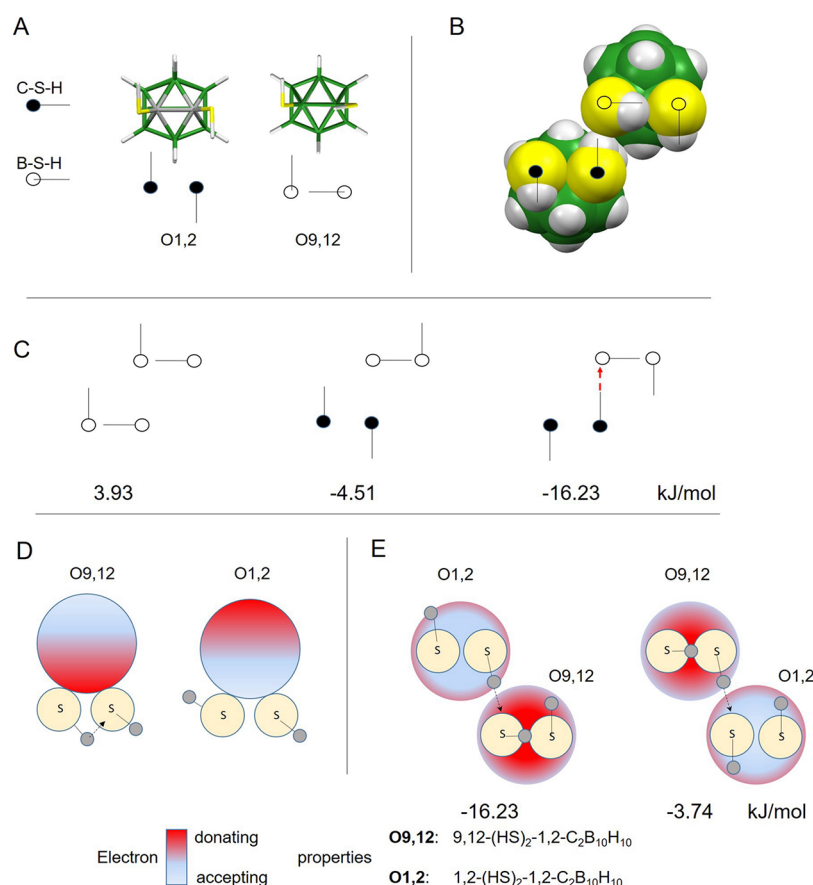 A
B
C-S-H
B-S-H
O1,2
O9,12
C
3.93
-4.51
-16.23
kJ/mol
D
E
O9,12
O1,2
O1,2
O9,12
S
S
S
S
S
S
S
S
O9,12
O1,2
S
S
S
S
-16.23
-3.74
kJ/mol
Electron
donating
accepting
properties
O9,12: 9,12-(HS)2-1,2-C2B10H10
O1,2: 1,2-(HS)2-1,2-C2B10H10